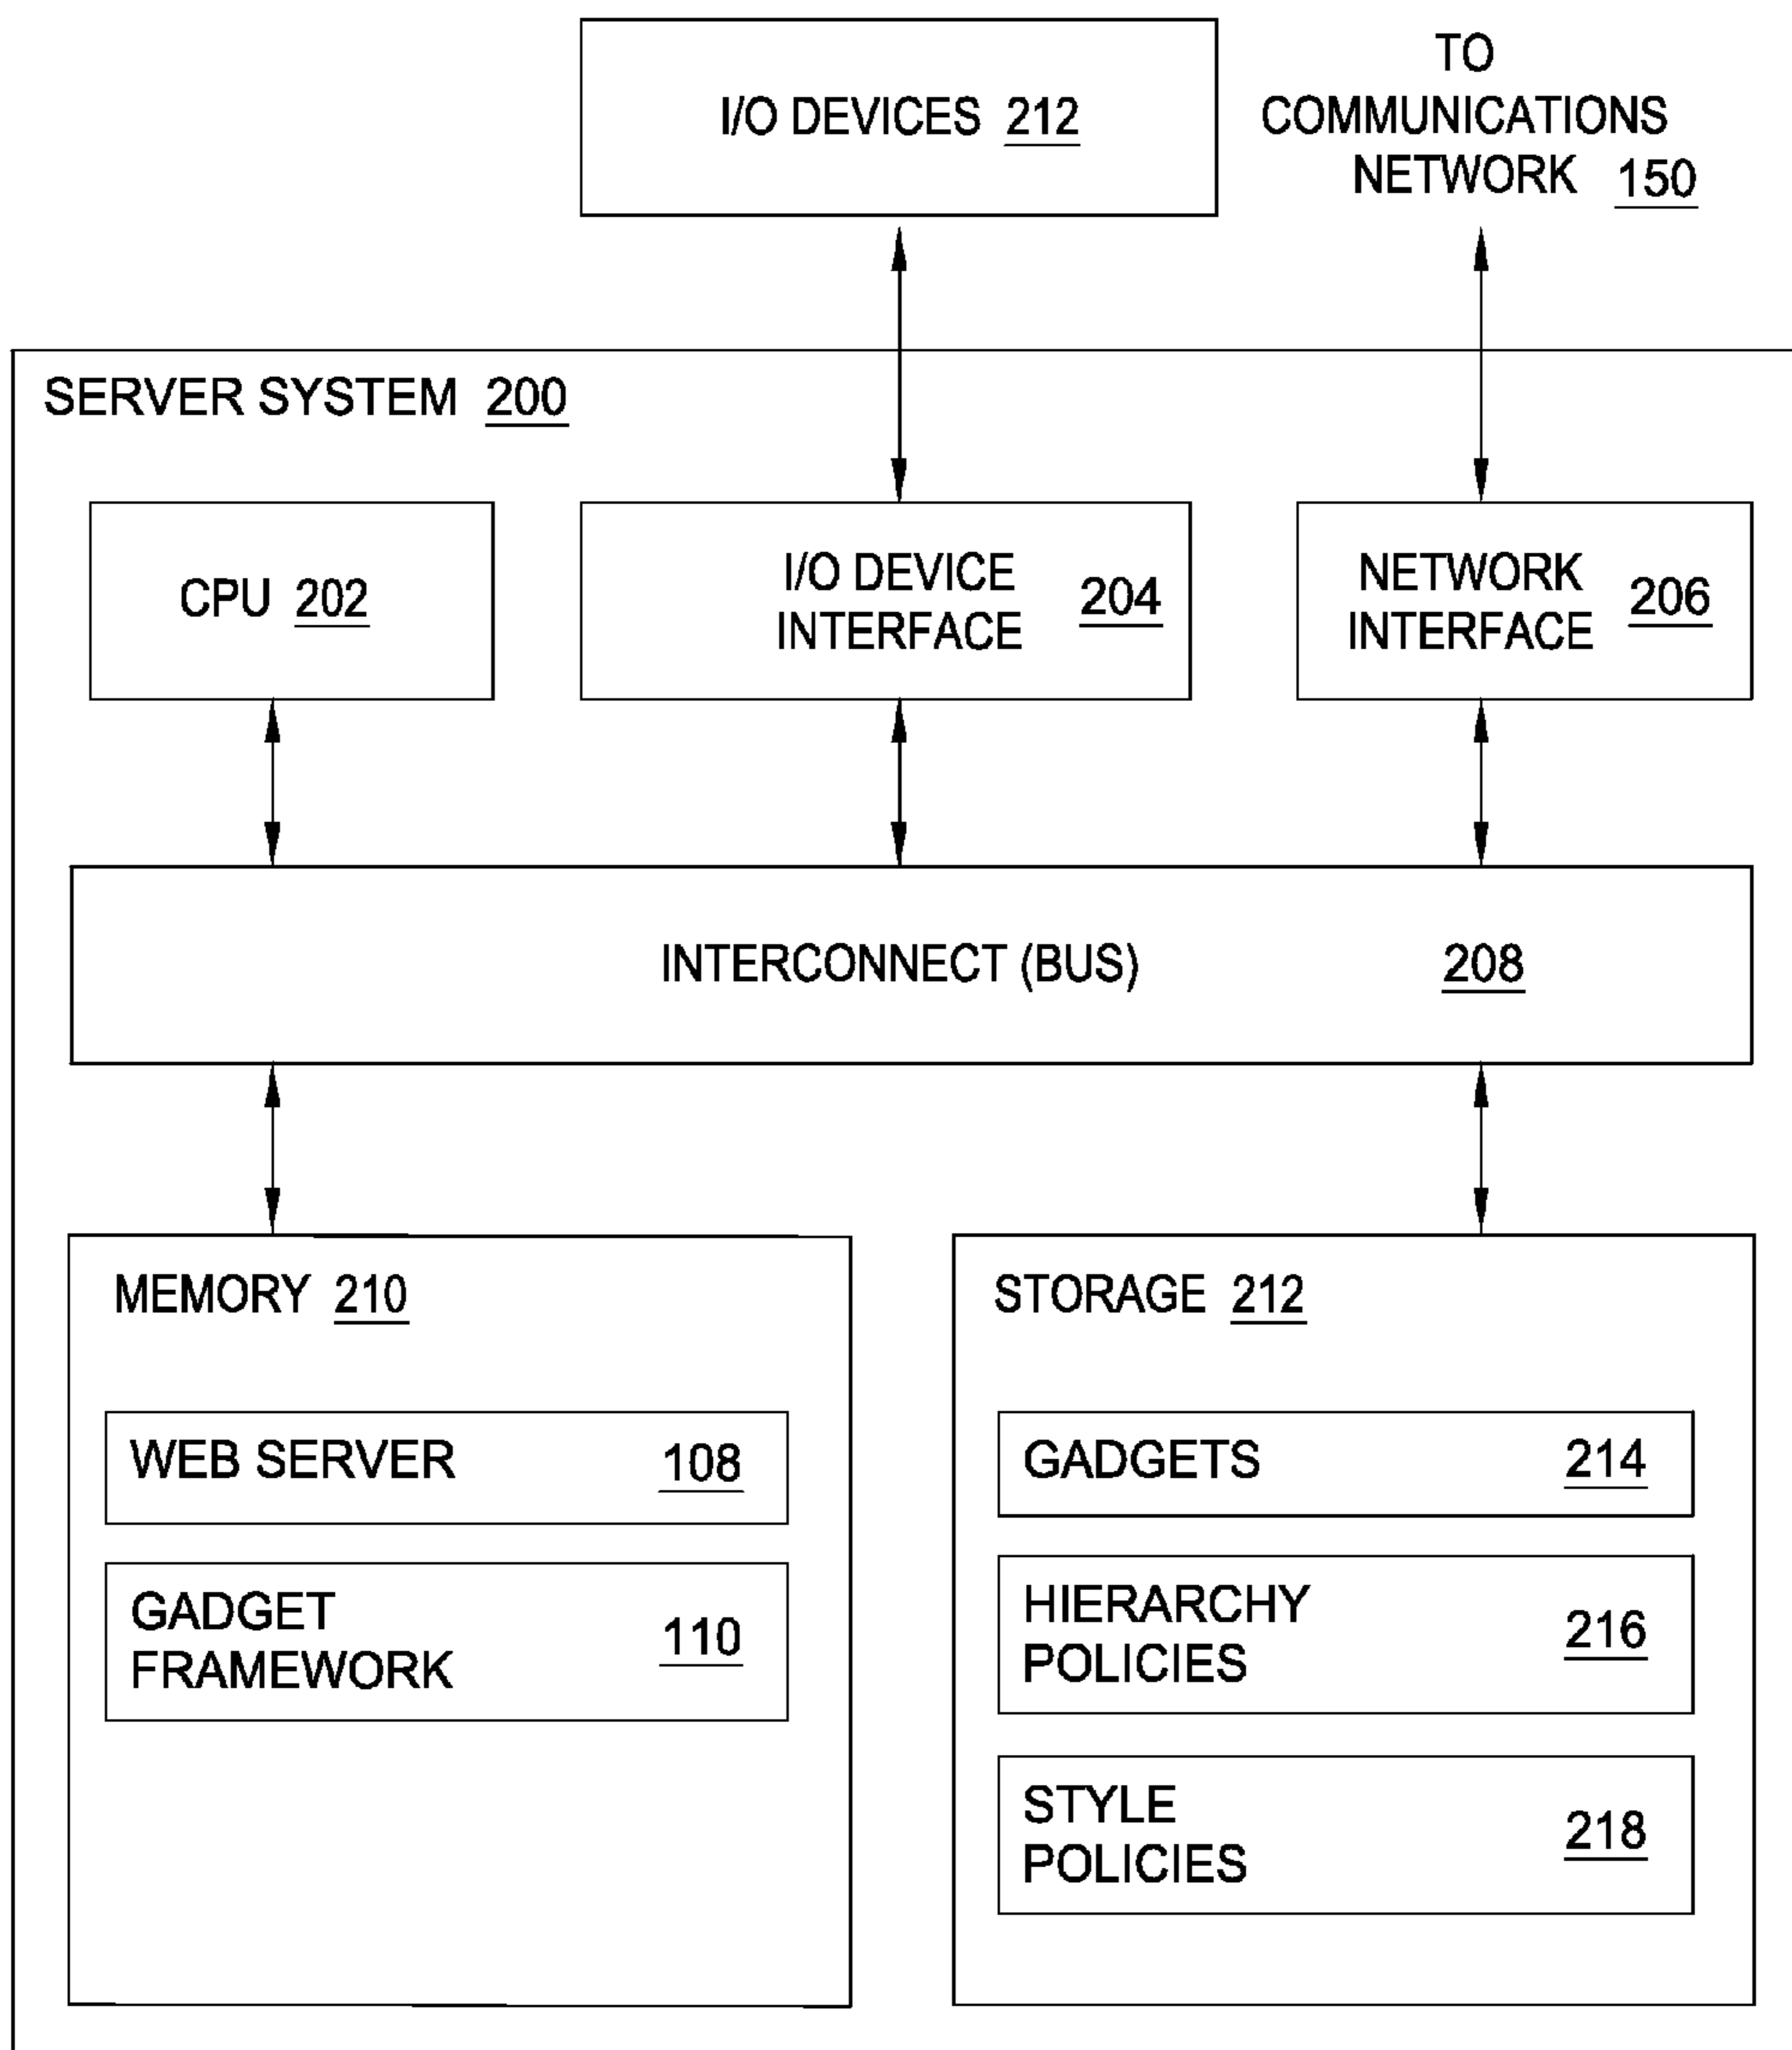 I/O DEVICES 212
TO
COMMUNICATIONS
NETWORK 150
SERVER SYSTEM 200
CPU 202
I/O DEVICE
INTERFACE 204
NETWORK
INTERFACE 206
INTERCONNECT (BUS) 208
MEMORY 210
WEB SERVER 108
GADGET
FRAMEWORK 110
STORAGE 212
GADGETS 214
HIERARCHY
POLICIES 216
STYLE
POLICIES 218